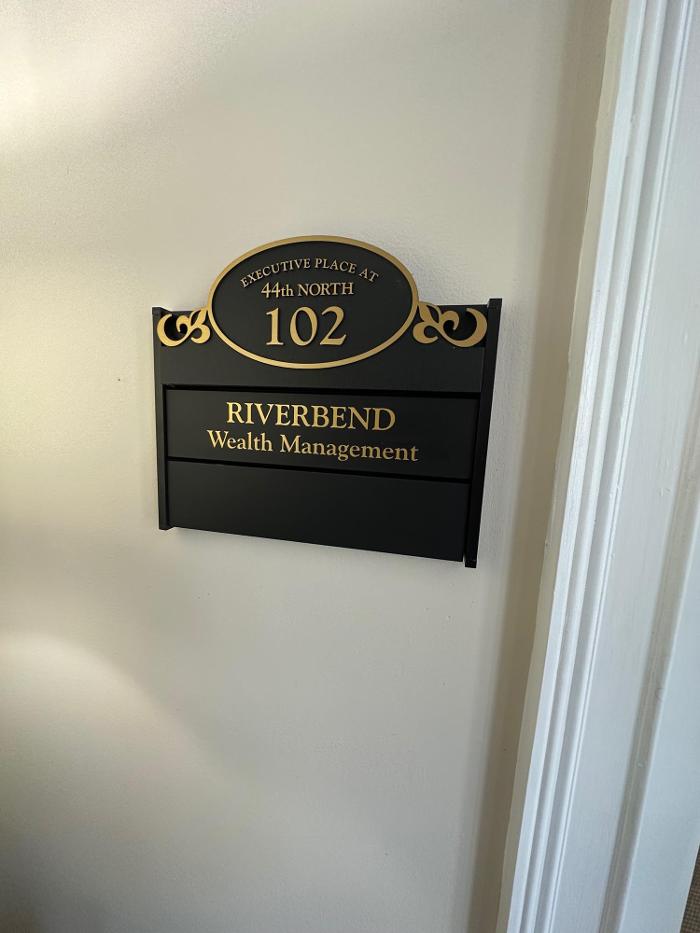 EXECUTIVE PLACE AT
44th NORTH
102
RIVERBEND
Wealth Management